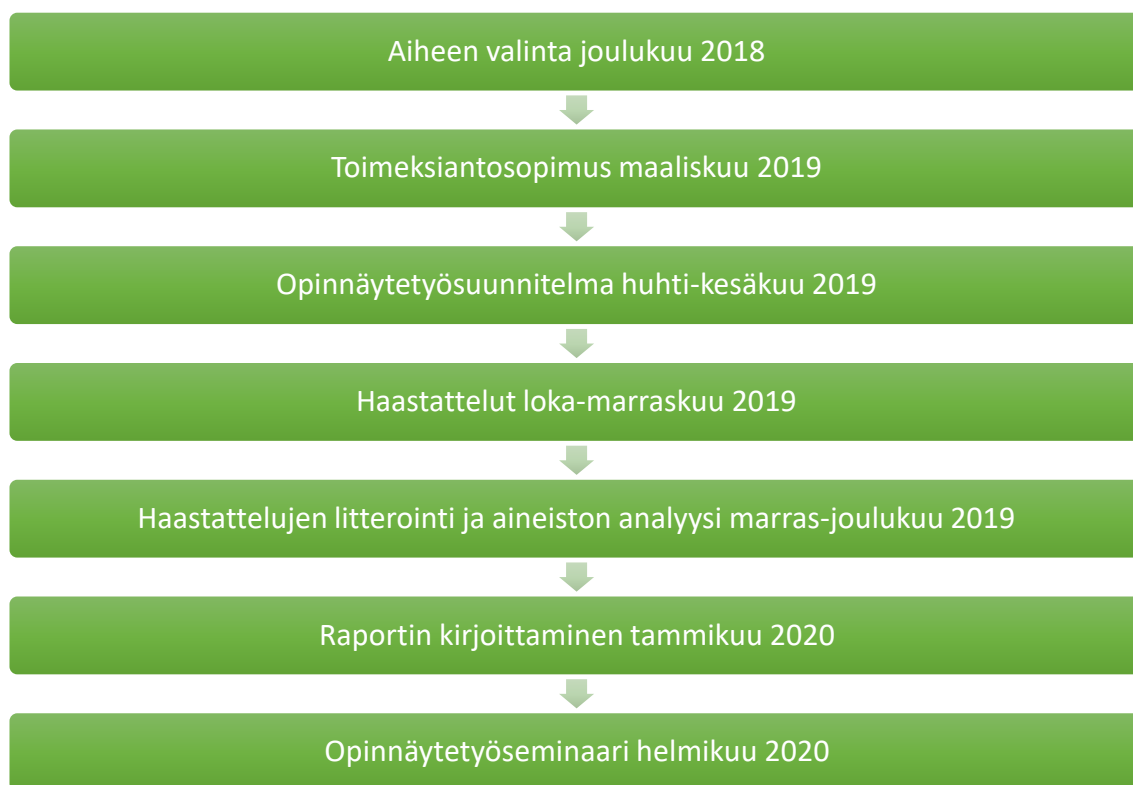 Aiheen valinta joulukuu 2018
Toimeksiantosopimus maaliskuu 2019
Opinnäytetyösuunnitelma huhti-kesäkuu 2019
Haastattelut loka-marraskuu 2019
Haastattelujen litterointi ja aineiston analyysi marras-joulukuu 2019
Raportin kirjoittaminen tammikuu 2020
Opinnäytetyöseminaari helmikuu 2020